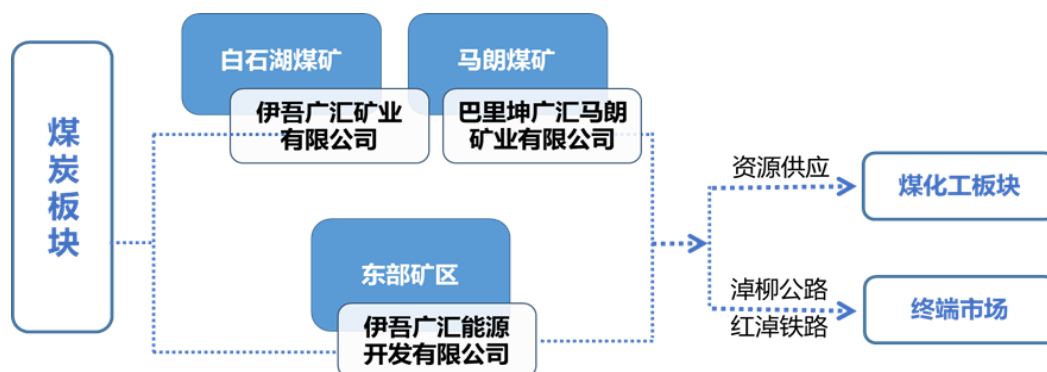 煤炭板块
白石湖煤矿
伊吾广汇矿业
有限公司
马朗煤矿
巴里坤广汇马朗
矿业有限公司
东部矿区
伊吾广汇能源
开发有限公司
资源供应
煤化工板块
淖柳公路
红淖铁路
终端市场